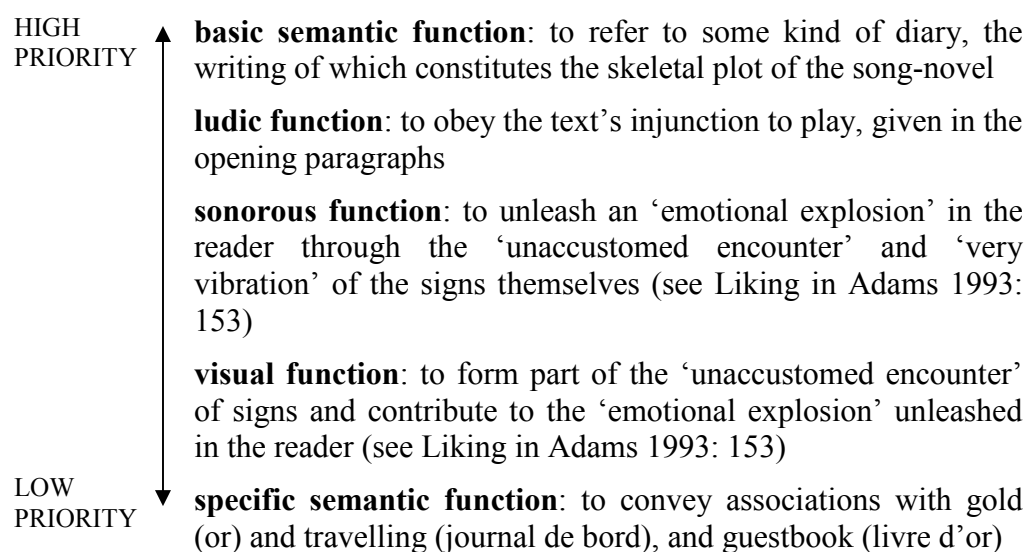 HIGH
PRIORITY
basic semantic function: to refer to some kind of diary, the
writing of which constitutes the skeletal plot of the song-novel
ludic function: to obey the text’s injunction to play, given in the
opening paragraphs
sonorous function: to unleash an ‘emotional explosion’ in the
reader through the ‘unaccustomed encounter’ and ‘very
vibration’ of the signs themselves (see Liking in Adams 1993:
153)
visual function: to form part of the ‘unaccustomed encounter’
of signs and contribute to the ‘emotional explosion’ unleashed
in the reader (see Liking in Adams 1993: 153)
LOW
PRIORITY
specific semantic function: to convey associations with gold
(or) and travelling (journal de bord), and guestbook (livre d’or)